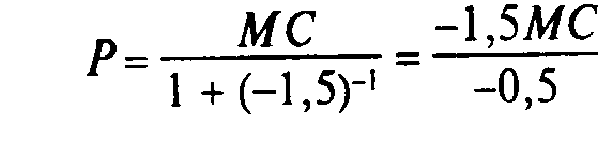 P = MC / (1 + (−1,5)⁻¹) = −1,5MC / −0,5